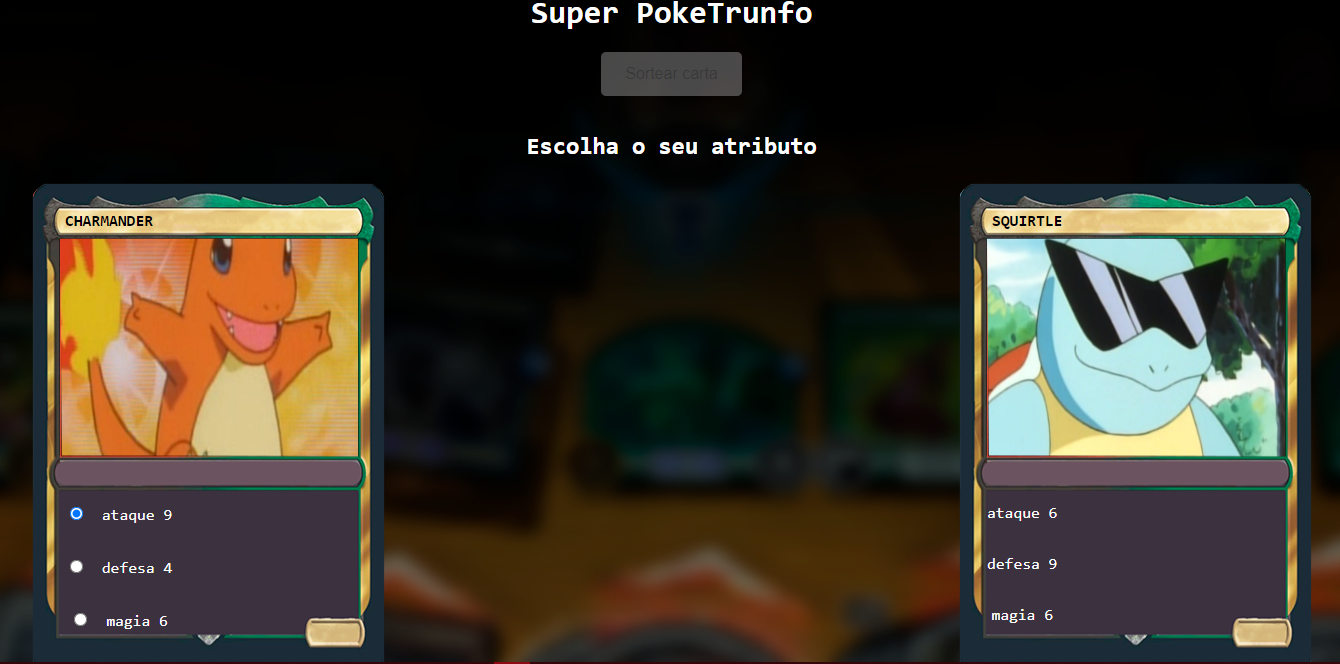 Super PokeTrunfo
Sortear carta
Escolha o seu atributo
CHARMANDER
ataque 9
defesa 4
magia 6
SQUIRTLE
ataque 6
defesa 9
magia 6